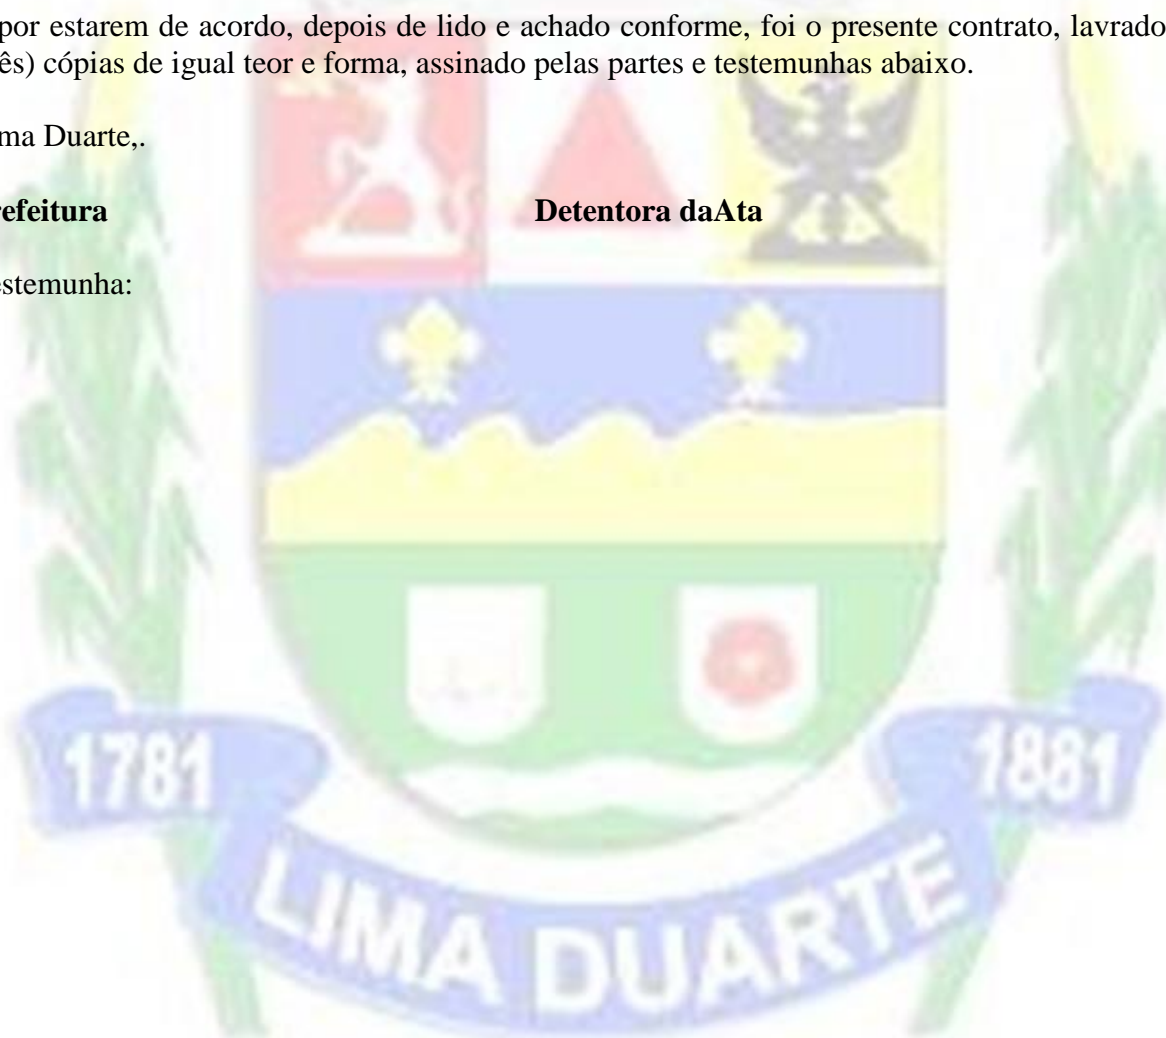 por estarem de acordo, depois de lido e achado conforme, foi o presente contrato, lavrado
ês) cópias de igual teor e forma, assinado pelas partes e testemunhas abaixo.
ma Duarte,.
refeitura Detentora daAta
estemunha:
1781 1881
LIMA DUARTE